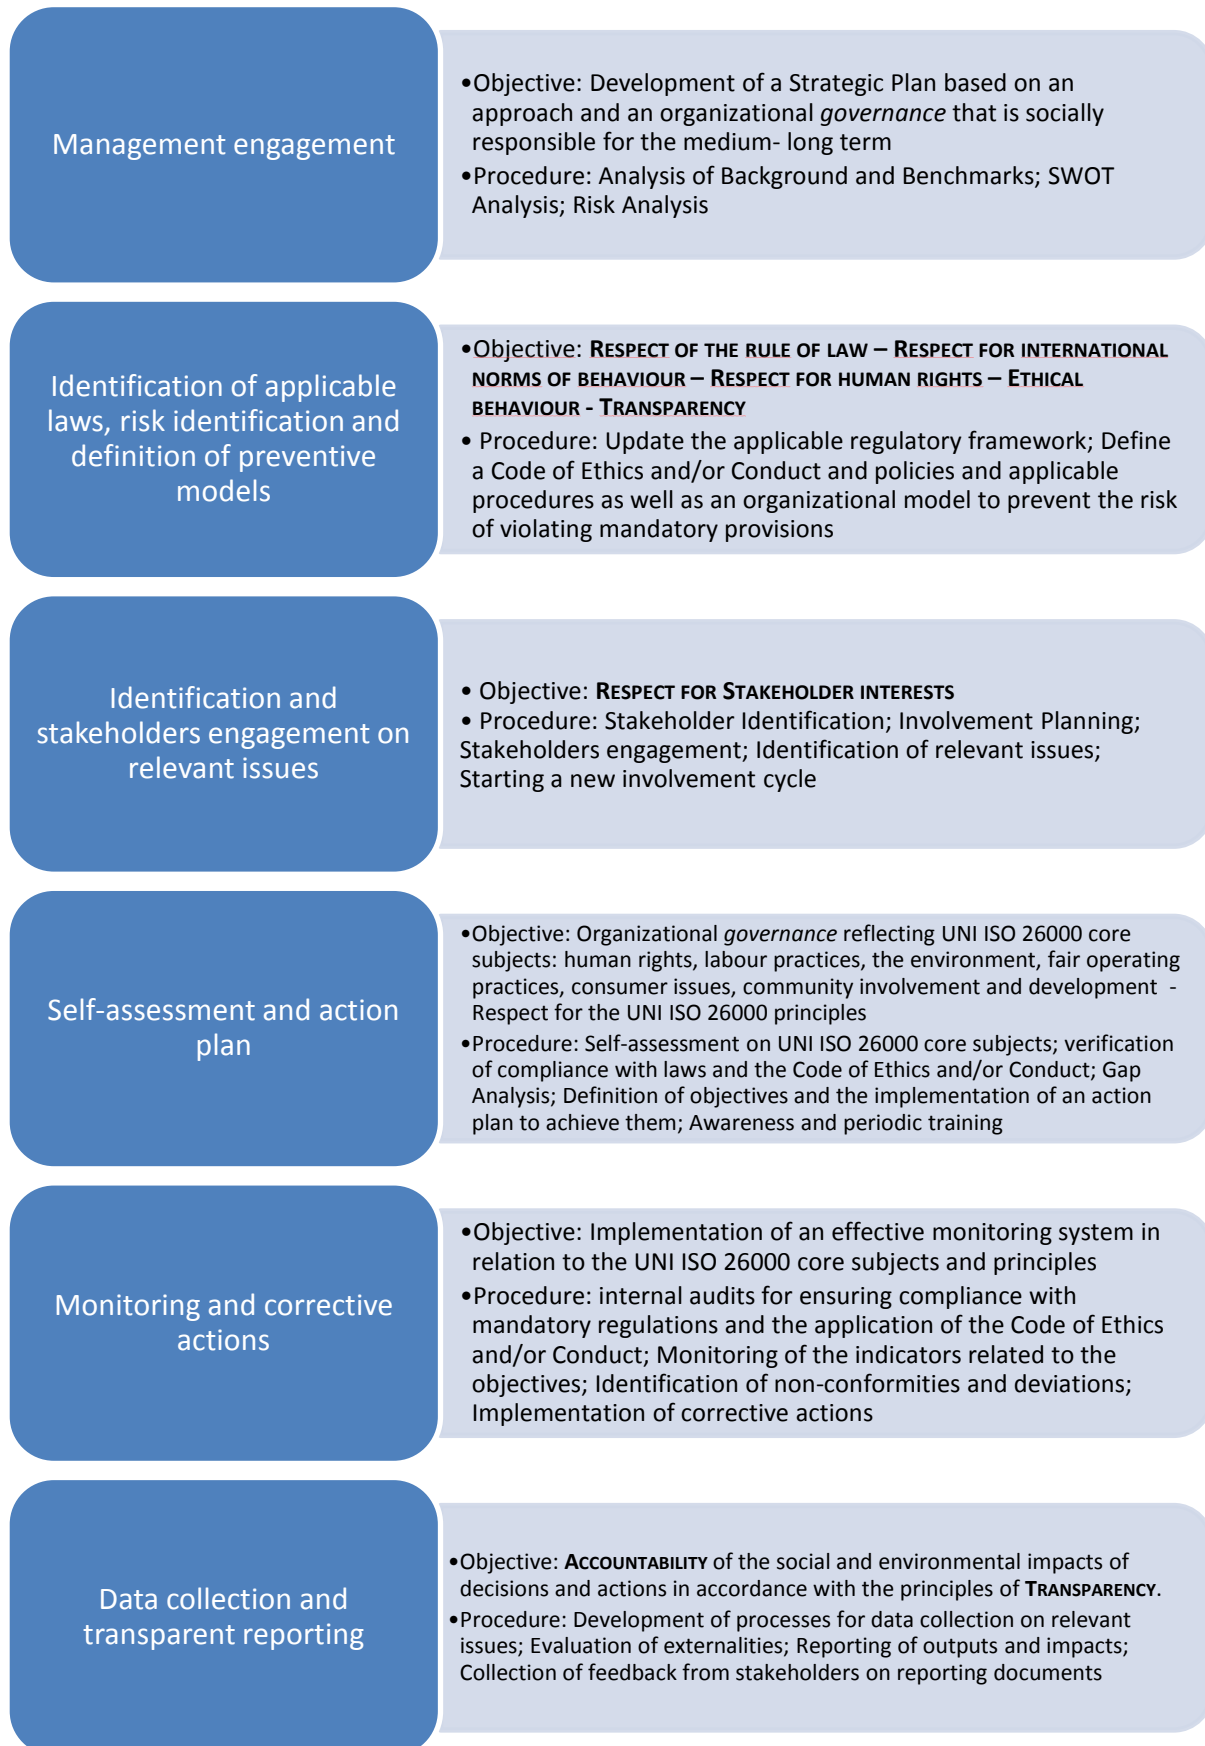 Management engagement
•Objective: Development of a Strategic Plan based on an
approach and an organizational governance that is socially
responsible for the medium- long term
•Procedure: Analysis of Background and Benchmarks; SWOT
Analysis; Risk Analysis
Identification of applicable
laws, risk identification and
definition of preventive
models
•Objective: RESPECT OF THE RULE OF LAW – RESPECT FOR INTERNATIONAL
NORMS OF BEHAVIOUR – RESPECT FOR HUMAN RIGHTS – ETHICAL
BEHAVIOUR - TRANSPARENCY
• Procedure: Update the applicable regulatory framework; Define
a Code of Ethics and/or Conduct and policies and applicable
procedures as well as an organizational model to prevent the risk
of violating mandatory provisions
Identification and
stakeholders engagement on
relevant issues
• Objective: RESPECT FOR STAKEHOLDER INTERESTS
• Procedure: Stakeholder Identification; Involvement Planning;
Stakeholders engagement; Identification of relevant issues;
Starting a new involvement cycle
Self-assessment and action
plan
•Objective: Organizational governance reflecting UNI ISO 26000 core
subjects: human rights, labour practices, the environment, fair operating
practices, consumer issues, community involvement and development -
Respect for the UNI ISO 26000 principles
•Procedure: Self-assessment on UNI ISO 26000 core subjects; verification
of compliance with laws and the Code of Ethics and/or Conduct; Gap
Analysis; Definition of objectives and the implementation of an action
plan to achieve them; Awareness and periodic training
Monitoring and corrective
actions
•Objective: Implementation of an effective monitoring system in
relation to the UNI ISO 26000 core subjects and principles
•Procedure: internal audits for ensuring compliance with
mandatory regulations and the application of the Code of Ethics
and/or Conduct; Monitoring of the indicators related to the
objectives; Identification of non-conformities and deviations;
Implementation of corrective actions
Data collection and
transparent reporting
•Objective: ACCOUNTABILITY of the social and environmental impacts of
decisions and actions in accordance with the principles of TRANSPARENCY.
•Procedure: Development of processes for data collection on relevant
issues; Evaluation of externalities; Reporting of outputs and impacts;
Collection of feedback from stakeholders on reporting documents